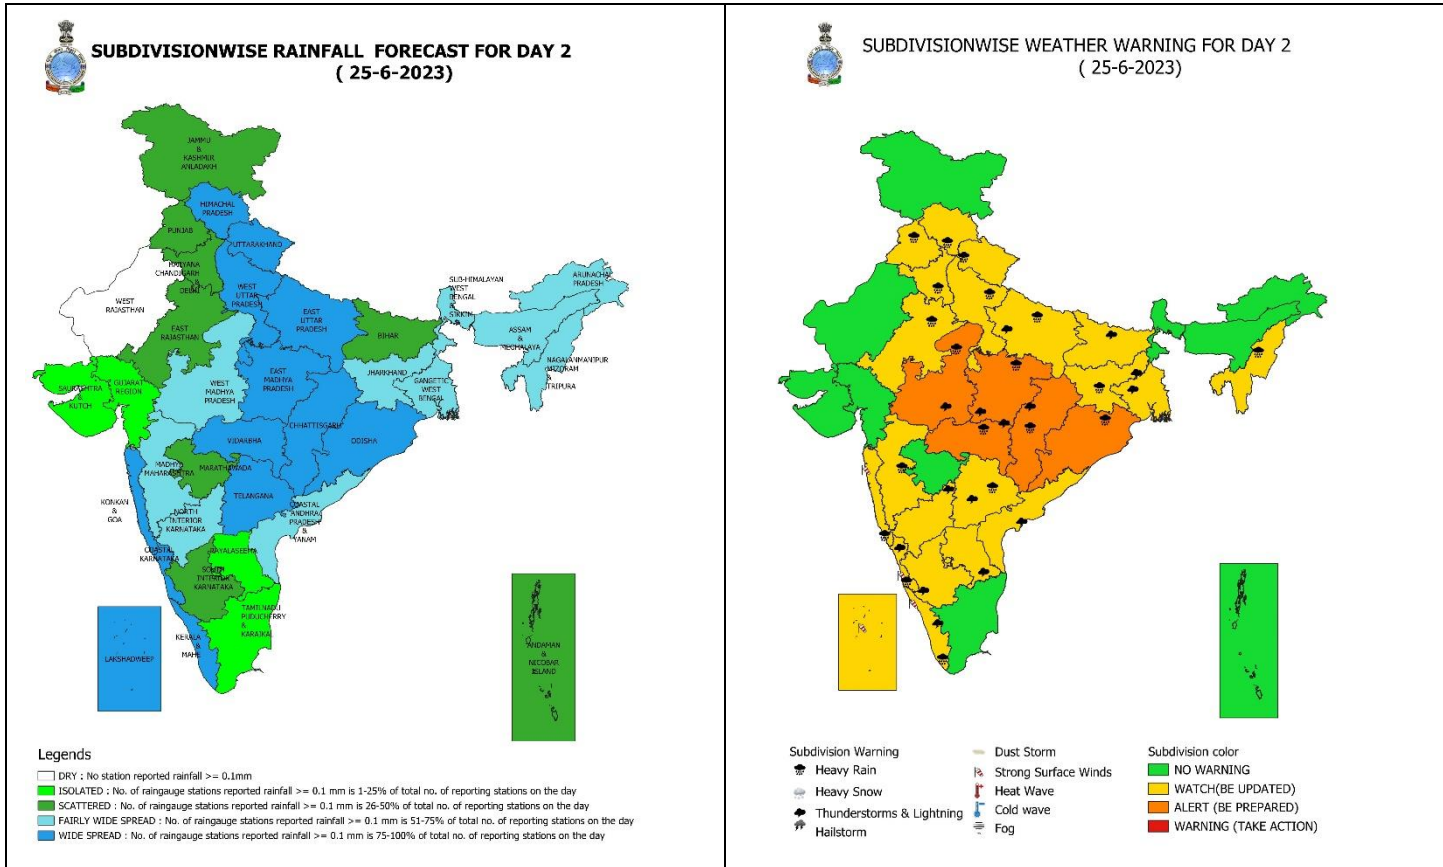 SUBDIVISIONWISE RAINFALL FORECAST FOR DAY 2
( 25-6-2023)
JAMMU
&
KASHMIR
ANLADAKH
HIMACHAL
PRADESH
PUNJAB
PUTTARAKHAND
HARYANA
CHANDIGARH &
DELHI
WEST
RAJASTHAN
WEST
UTTAR
PRADESH
EAST
UTTAR
PRADESH
EAST
RAJASTHAN
BIHAR
SUB-HIMALAYAN
WEST
BENGAL
&
SIKKIM
ARUNACHAL
PRADESH
ASSAM
&
MEGHALAYA
NAGALANMANIPUR
MIZORAM
&
TRIPURA
SAURASHTRA
&
KUTCH
GUJARAT
REGION
WEST
MADHYA
PRADESH
EAST
MADHYA
PRADESH
JHARKHAND
GANGETIC
WEST
BENGAL
CHHATTISGARH
ODISHA
VIDARBHA
MADHYA
MAHARASHTRA
MARATHAWADA
TELANGANA
KONKAN
&
GOA
NORTH
INTERIOR
KARNATAKA
COASTAL
ANDHRA
PRADESH
&
YANAM
COASTAL
KARNATAKA
RAYALASEEMA
SOUTH
INTERIOR
KARNATAKA
TAMILNADU
PUDUCHERRY
&
KARAIKAL
KERALA
&
MAHE
LAKSHADWEEP
ANDAMAN
&
NICOBAR
ISLAND
Legends
DRY : No station reported rainfall >= 0.1mm
ISOLATED : No. of raingauge stations reported rainfall >= 0.1 mm is 1-25% of total no. of reporting stations on the day
SCATTERED : No. of raingauge stations reported rainfall >= 0.1 mm is 26-50% of total no. of reporting stations on the day
FAIRLY WIDE SPREAD : No. of raingauge stations reported rainfall >= 0.1 mm is 51-75% of total no. of reporting stations on the day
WIDE SPREAD : No. of raingauge stations reported rainfall >= 0.1 mm is 75-100% of total no. of reporting stations on the day
SUBDIVISIONWISE WEATHER WARNING FOR DAY 2
( 25-6-2023)
Subdivision Warning
Heavy Rain
Heavy Snow
Thunderstorms & Lightning
Hailstorm
Dust Storm
Strong Surface Winds
Heat Wave
Cold wave
Fog
Subdivision color
NO WARNING
WATCH(BE UPDATED)
ALERT (BE PREPARED)
WARNING (TAKE ACTION)